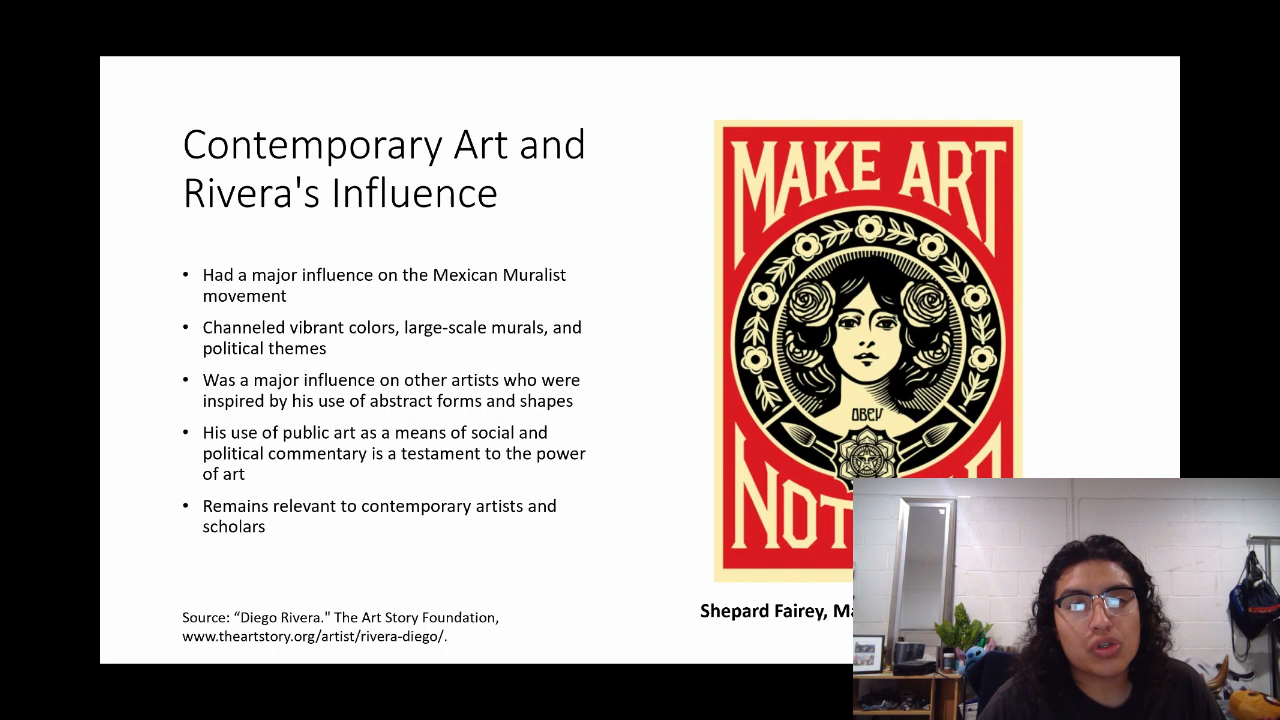 Contemporary Art and
Rivera's Influence
• Had a major influence on the Mexican Muralist
movement
• Channeled vibrant colors, large-scale murals, and
political themes
• Was a major influence on other artists who were
inspired by his use of abstract forms and shapes
• His use of public art as a means of social and
political commentary is a testament to the power
of art
• Remains relevant to contemporary artists and
scholars
Source: “Diego Rivera." The Art Story Foundation,
www.theartstory.org/artist/rivera-diego/.
MAKE ART
OBEY
NOT
Shepard Fairey,